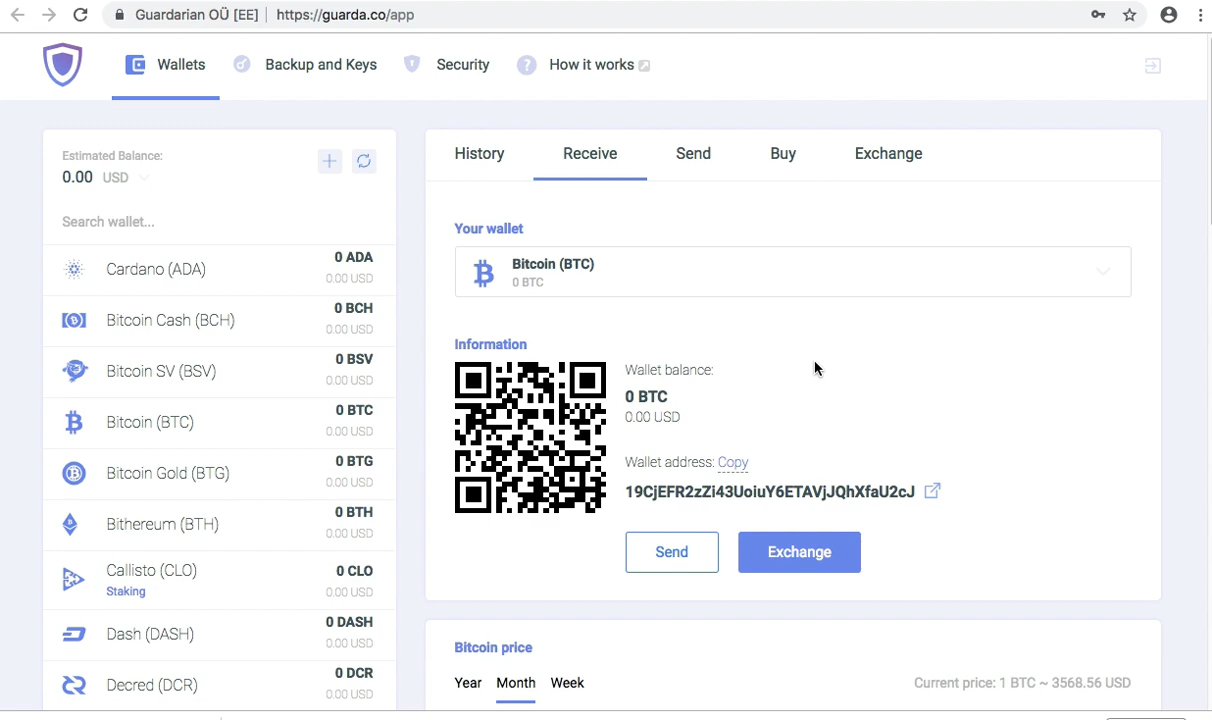 Guardarian OÜ [EE] | https://guarda.co/app
Wallets
Backup and Keys
Security
How it works
Estimated Balance:
0.00 USD
Search wallet...
Cardano (ADA)
0 ADA
0.00 USD
Bitcoin Cash (BCH)
0 BCH
0.00 USD
Bitcoin SV (BSV)
0 BSV
0.00 USD
Bitcoin (BTC)
0 BTC
0.00 USD
Bitcoin Gold (BTG)
0 BTG
0.00 USD
Bithereum (BTH)
0 BTH
0.00 USD
Callisto (CLO)
Staking
0 CLO
0.00 USD
Dash (DASH)
0 DASH
0.00 USD
Decred (DCR)
0 DCR
0.00 USD
History
Receive
Send
Buy
Exchange
Your wallet
Bitcoin (BTC)
0 BTC
Information
Wallet balance:
0 BTC
0.00 USD
Wallet address: Copy
19CjEFR2zZi43UoiuY6ETAVjJQhXfaU2cJ
Send
Exchange
Bitcoin price
Year
Month
Week
Current price: 1 BTC ~ 3568.56 USD